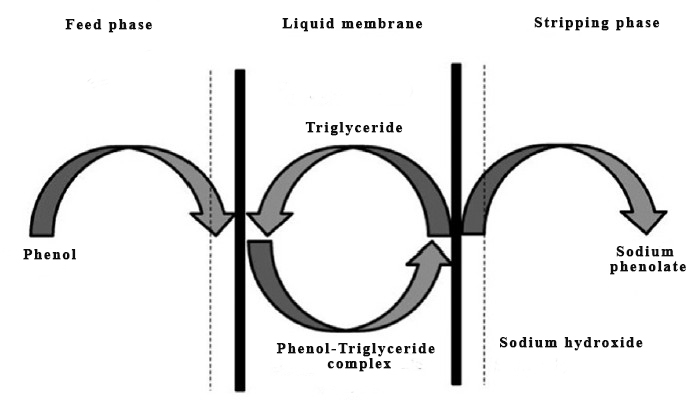 Feed phase
Liquid membrane
Stripping phase
Triglyceride
Phenol
Sodium
phenolate
Phenol-Triglyceride
complex
Sodium hydroxide